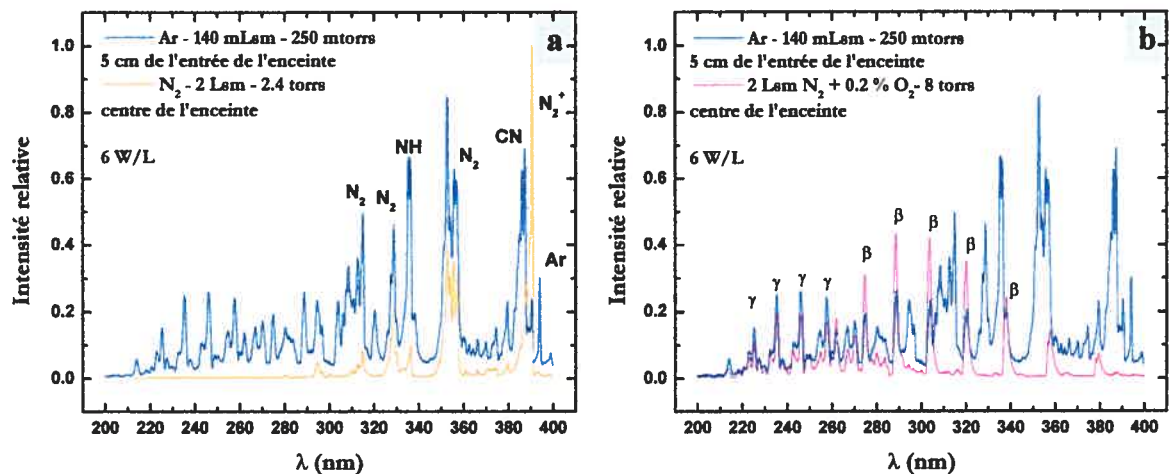 a
Ar - 140 mLsm - 250 mtorrs
5 cm de l'entrée de l'enceinte
N₂ - 2 Lsm - 2.4 torrs
centre de l'enceinte
6 W/L
N₂
N₂
NH
N₂
CN
N₂⁺
Ar
Intensité relative
1.0
0.8
0.6
0.4
0.2
0.0
200 220 240 260 280 300 320 340 360 380 400
λ (nm)
b
Ar - 140 mLsm - 250 mtorrs
5 cm de l'entrée de l'enceinte
2 Lsm N₂ + 0.2 % O₂- 8 torrs
centre de l'enceinte
6 W/L
γ γ γ β β β β β
Intensité relative
1.0
0.8
0.6
0.4
0.2
0.0
200 220 240 260 280 300 320 340 360 380 400
λ (nm)